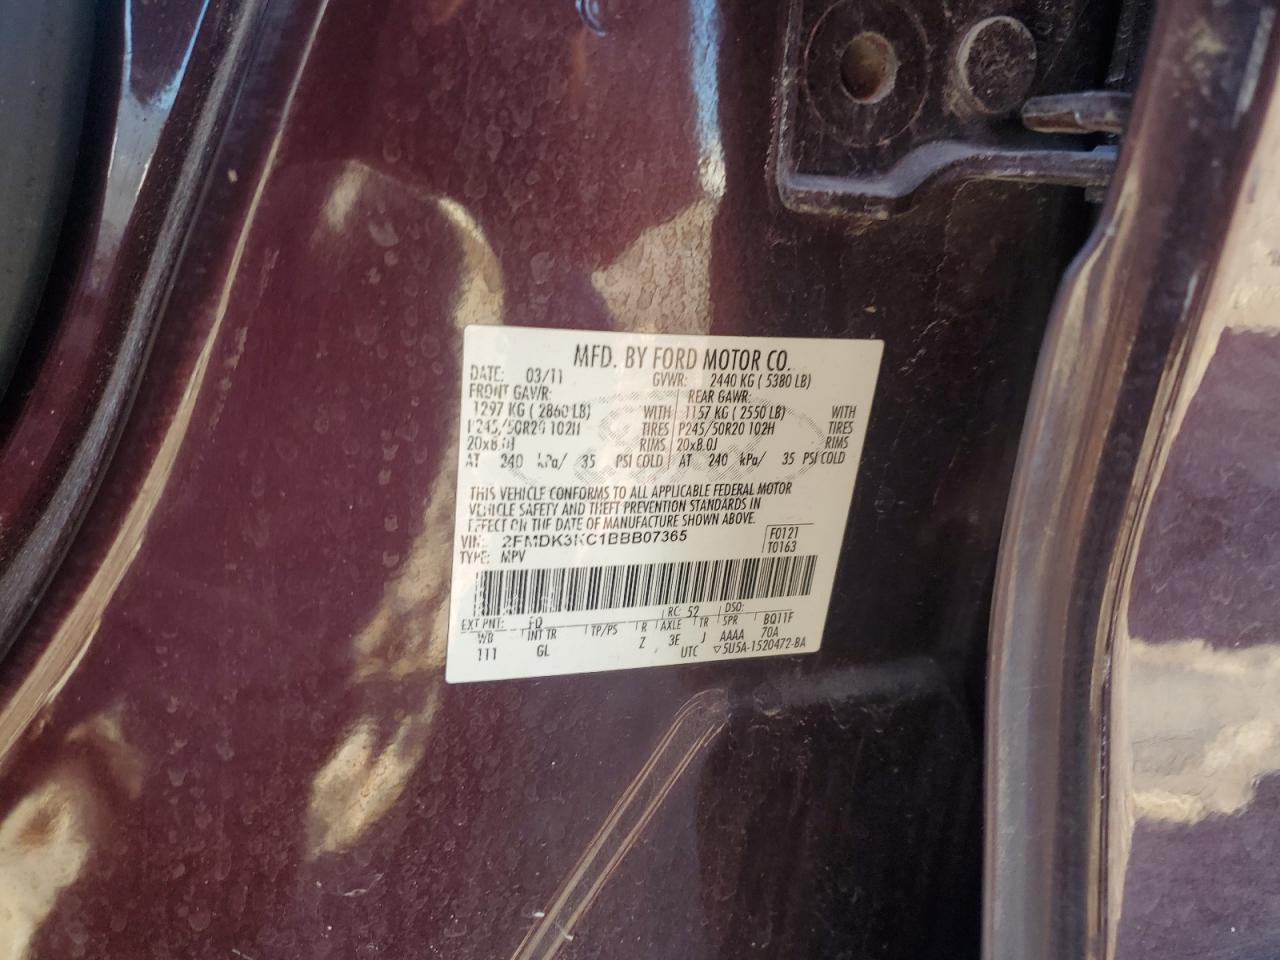 MFD. BY FORD MOTOR CO.
DATE: 03/11 GVWR: 2440 KG ( 5380 LB)
FRONT GAWR: REAR GAWR:
1297 KG ( 2860 LB) WITH 1157 KG ( 2550 LB) WITH
P245/50R20 102H TIRES P245/50R20 102H TIRES
20x8.0J RIMS 20x8.0J RIMS
AT 240 kPa/ 35 PSI COLD AT 240 kPa/ 35 PSI COLD
THIS VEHICLE CONFORMS TO ALL APPLICABLE FEDERAL MOTOR
VEHICLE SAFETY AND THEFT PREVENTION STANDARDS IN
EFFECT ON THE DATE OF MANUFACTURE SHOWN ABOVE.
VIN: 2FMDK3KC1BBB07365 F0121
TYPE: MPV T0163
EXT PNT: FQ RC: 52 DSO:
WB INT TR TP/PS R AXLE TR SPR BQ11F
111 GL Z 3E J AAAA 70A
UTC ▽5U5A-1520472-BA